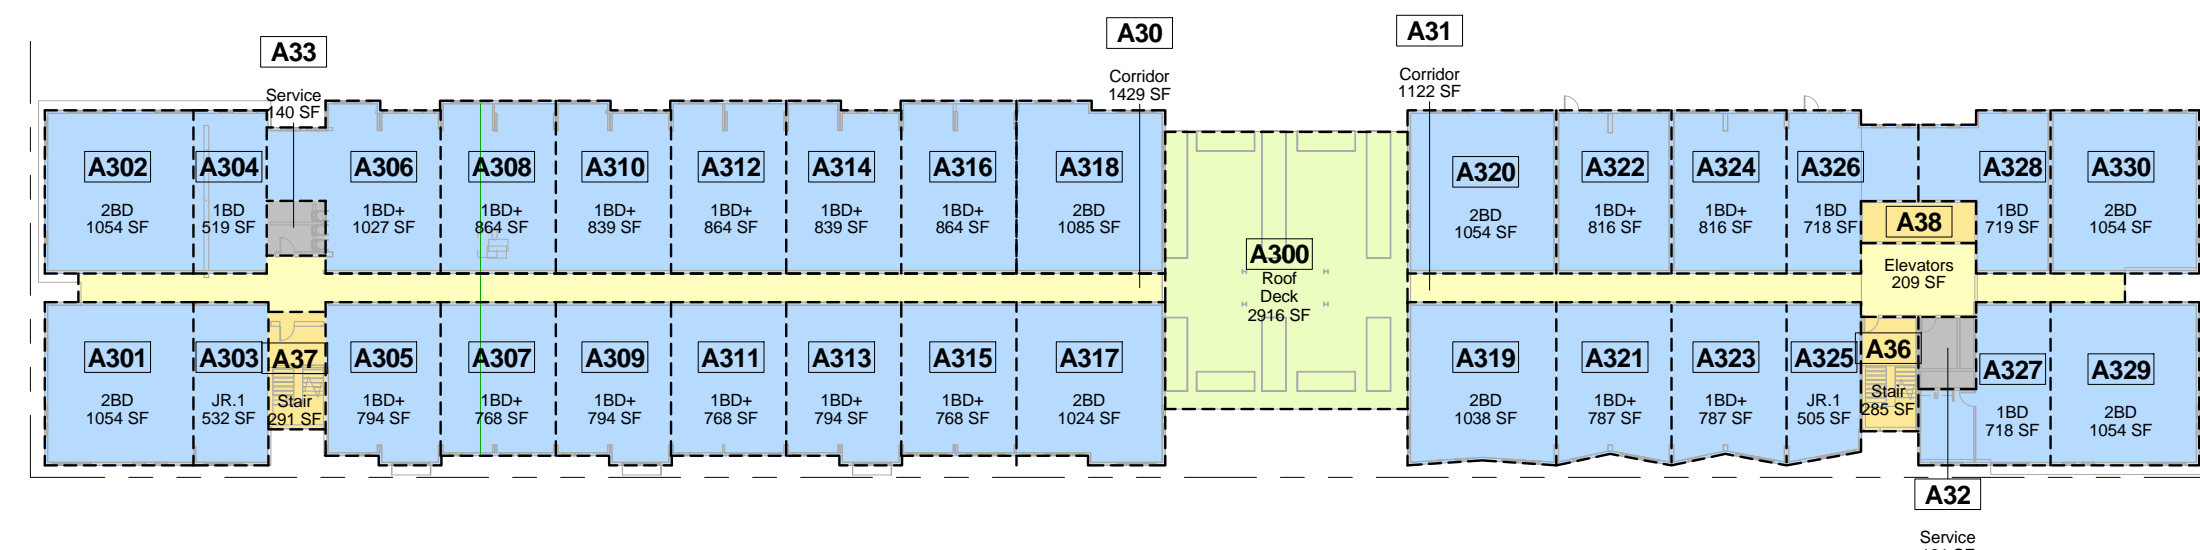 A33
Service
140 SF
A30
Corridor
1429 SF
A31
Corridor
1122 SF
A302
2BD
1054 SF
A304
1BD
519 SF
A306
1BD+
1027 SF
A308
1BD+
864 SF
A310
1BD+
839 SF
A312
1BD+
864 SF
A314
1BD+
839 SF
A316
1BD+
864 SF
A318
2BD
1085 SF
A300
Roof
Deck
2916 SF
A320
2BD
1054 SF
A322
1BD+
816 SF
A324
1BD+
816 SF
A326
1BD
718 SF
A38
Elevators
209 SF
A328
1BD
719 SF
A330
2BD
1054 SF
A301
2BD
1054 SF
A303
JR.1
532 SF
A37
Stair
291 SF
A305
1BD+
794 SF
A307
1BD+
768 SF
A309
1BD+
794 SF
A311
1BD+
768 SF
A313
1BD+
794 SF
A315
1BD+
768 SF
A317
2BD
1024 SF
A319
2BD
1038 SF
A321
1BD+
787 SF
A323
1BD+
787 SF
A325
JR.1
505 SF
A36
Stair
285 SF
A327
1BD
718 SF
A329
2BD
1054 SF
A32
Service